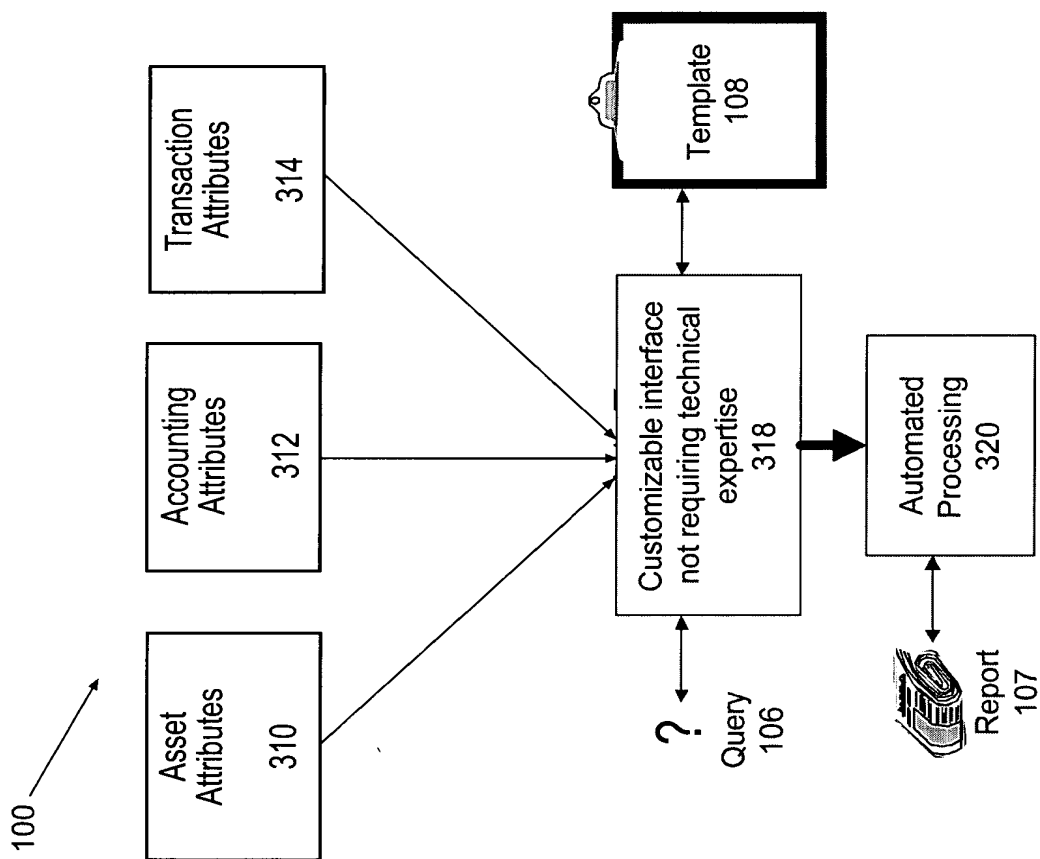 100
Asset
Attributes
310
Accounting
Attributes
312
Transaction
Attributes
314
?
Query
106
Customizable interface
not requiring technical
expertise
318
Template
108
Report
107
Automated
Processing
320